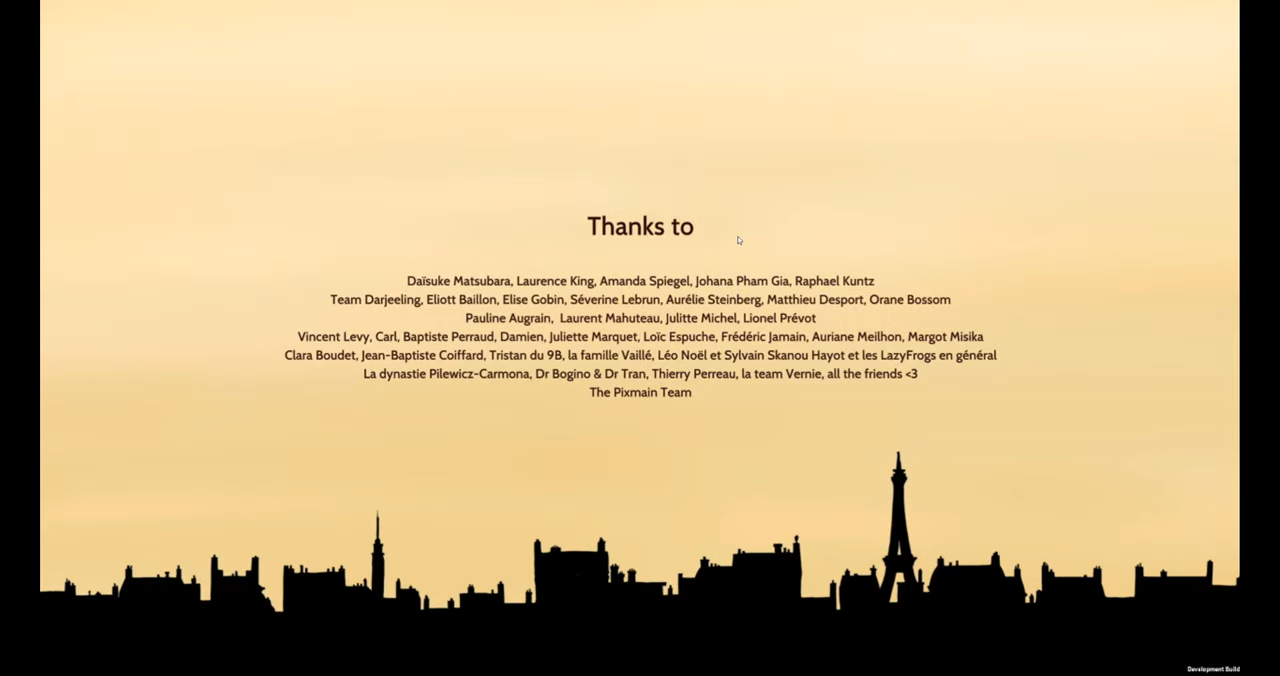 Thanks to
Daïsuke Matsubara, Laurence King, Amanda Spiegel, Johana Pham Gia, Raphael Kuntz
Team Darjeeling, Eliott Baillon, Elise Gobin, Séverine Lebrun, Aurélie Steinberg, Matthieu Desport, Orane Bossom
Pauline Augrain,  Laurent Mahuteau, Julitte Michel, Lionel Prévot
Vincent Levy, Carl, Baptiste Perraud, Damien, Juliette Marquet, Loïc Espuche, Frédéric Jamain, Auriane Meilhon, Margot Misika
Clara Boudet, Jean-Baptiste Coiffard, Tristan du 9B, la famille Vaillé, Léo Noël et Sylvain Skanou Hayot et les LazyFrogs en général
La dynastie Pilewicz-Carmona, Dr Bogino & Dr Tran, Thierry Perreau, la team Vernie, all the friends <3
The Pixmain Team
Development Build